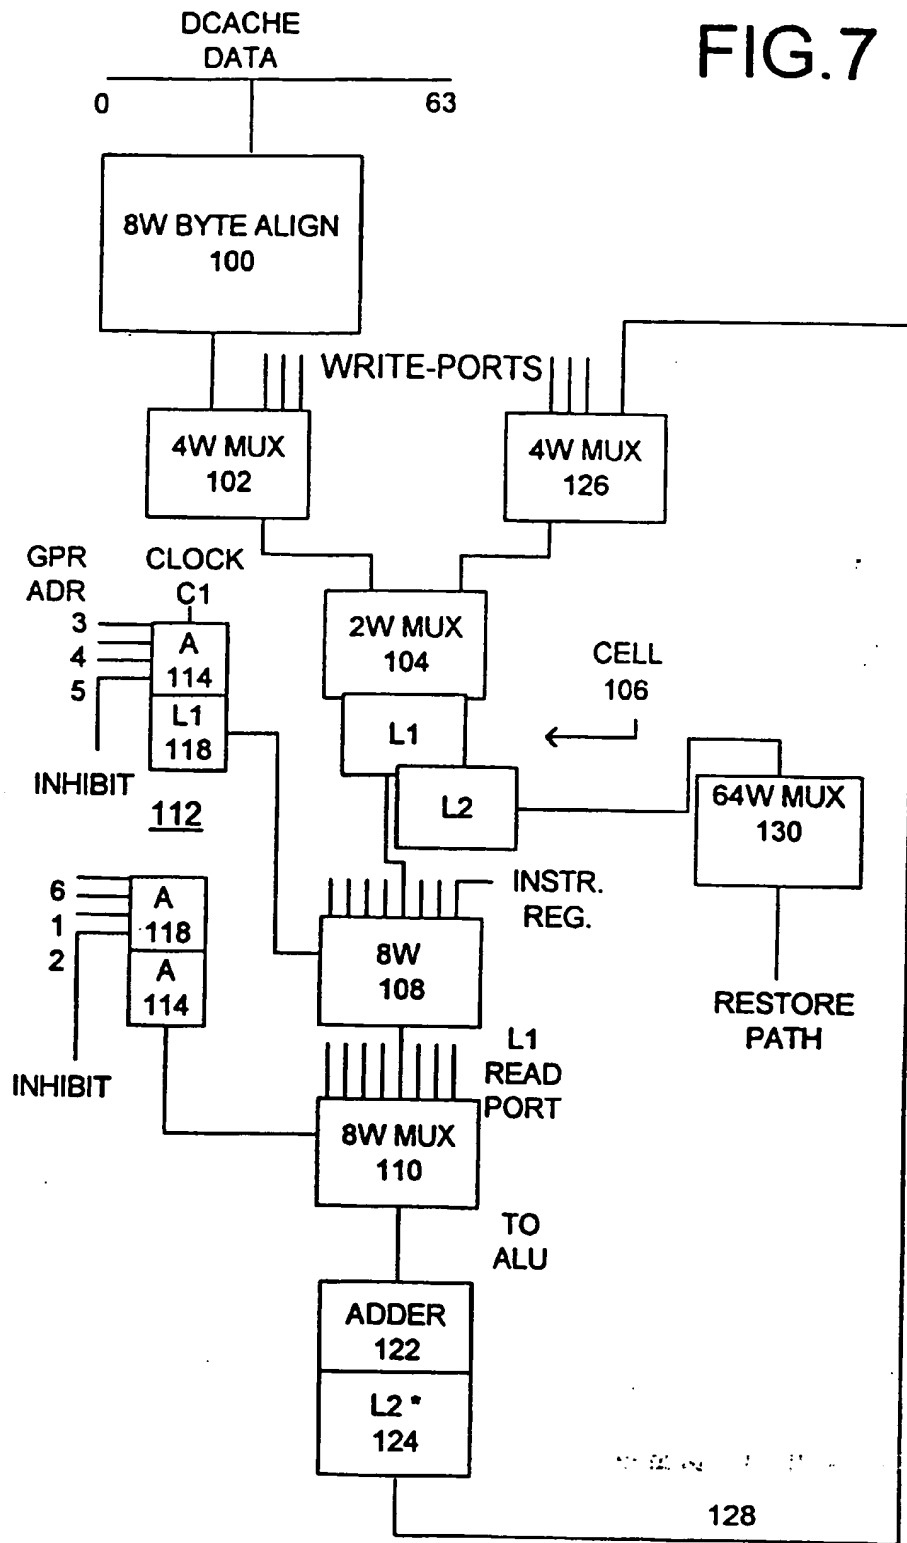 DCACHE
DATA
FIG.7
0
63
8W BYTE ALIGN
100
WRITE-PORTS
4W MUX
102
4W MUX
126
GPR
ADR
CLOCK
C1
3
4
5
A
114
L1
118
INHIBIT
112
2W MUX
104
L1
L2
CELL
106
64W MUX
130
RESTORE
PATH
6
1
2
A
118
A
114
INHIBIT
INSTR.
REG.
8W
108
L1
READ
PORT
8W MUX
110
TO
ALU
ADDER
122
L2 *
124
128